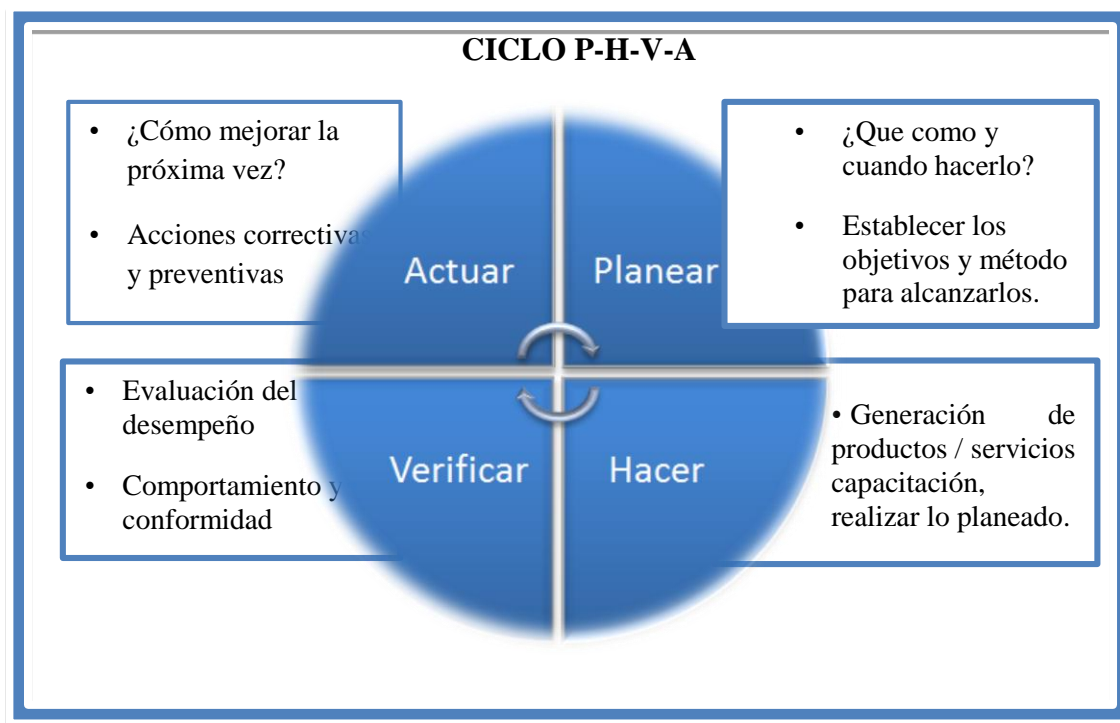 CICLO P-H-V-A
• ¿Cómo mejorar la
próxima vez?
• Acciones correctivas
y preventivas
• ¿Que como y
cuando hacerlo?
• Establecer los
objetivos y método
para alcanzarlos.
Actuar
Planear
• Evaluación del
desempeño
• Comportamiento y
conformidad
Verificar
Hacer
• Generación de
productos / servicios
capacitación,
realizar lo planeado.